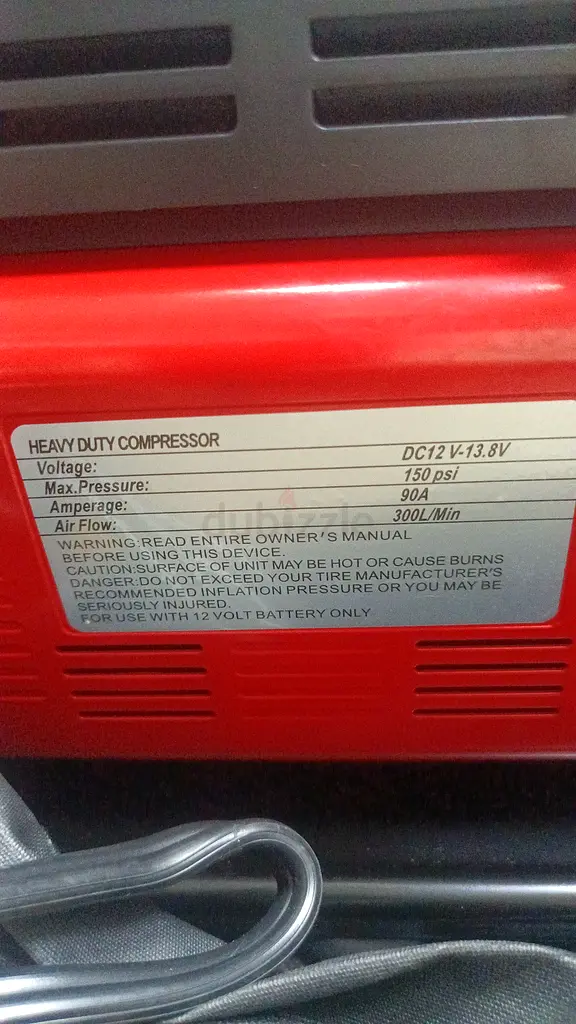 HEAVY DUTY COMPRESSOR
Voltage: DC12 V-13.8V
Max.Pressure: 150 psi
Amperage: 90A
Air Flow: 300L/Min
dubizzle
WARNING:READ ENTIRE OWNER'S MANUAL
BEFORE USING THIS DEVICE.
CAUTION:SURFACE OF UNIT MAY BE HOT OR CAUSE BURNS
DANGER:DO NOT EXCEED YOUR TIRE MANUFACTURER'S
RECOMMENDED INFLATION PRESSURE OR YOU MAY BE
SERIOUSLY INJURED.
FOR USE WITH 12 VOLT BATTERY ONLY